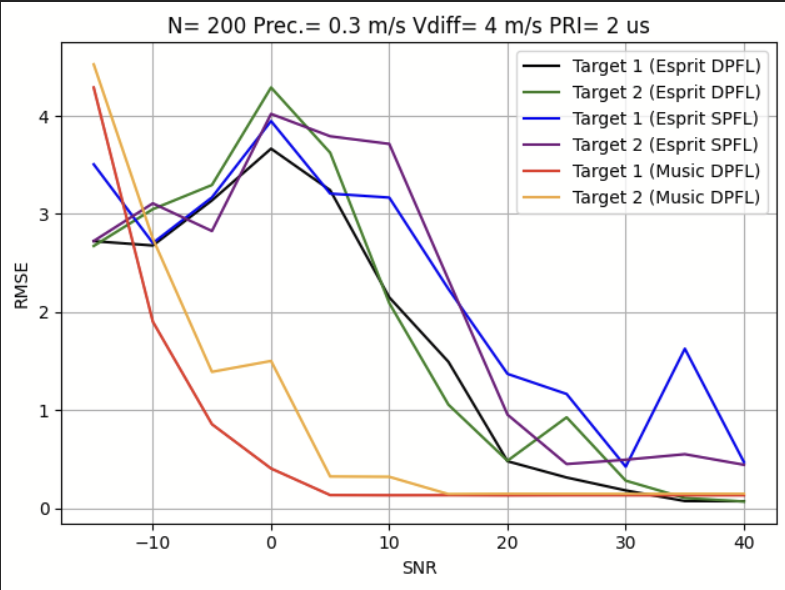 N= 200 Prec.= 0.3 m/s Vdiff= 4 m/s PRI= 2 us
Target 1 (Esprit DPFL)
Target 2 (Esprit DPFL)
Target 1 (Esprit SPFL)
Target 2 (Esprit SPFL)
Target 1 (Music DPFL)
Target 2 (Music DPFL)
4
3
2
1
0
RMSE
−10
0
10
20
30
40
SNR